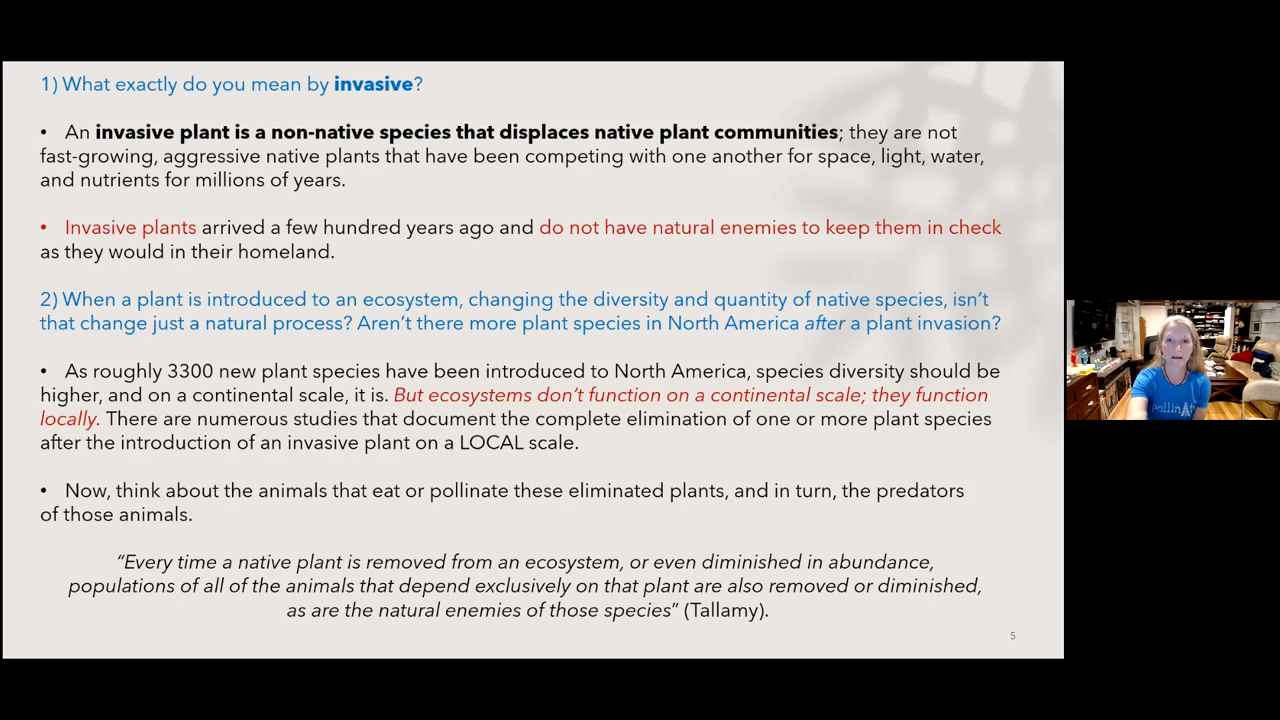 1) What exactly do you mean by invasive?
• An invasive plant is a non-native species that displaces native plant communities; they are not
fast-growing, aggressive native plants that have been competing with one another for space, light, water,
and nutrients for millions of years.
• Invasive plants arrived a few hundred years ago and do not have natural enemies to keep them in check
as they would in their homeland.
2) When a plant is introduced to an ecosystem, changing the diversity and quantity of native species, isn’t
that change just a natural process? Aren’t there more plant species in North America after a plant invasion?
• As roughly 3300 new plant species have been introduced to North America, species diversity should be
higher, and on a continental scale, it is. But ecosystems don’t function on a continental scale; they function
locally. There are numerous studies that document the complete elimination of one or more plant species
after the introduction of an invasive plant on a LOCAL scale.
• Now, think about the animals that eat or pollinate these eliminated plants, and in turn, the predators
of those animals.
“Every time a native plant is removed from an ecosystem, or even diminished in abundance,
populations of all of the animals that depend exclusively on that plant are also removed or diminished,
as are the natural enemies of those species” (Tallamy).
5